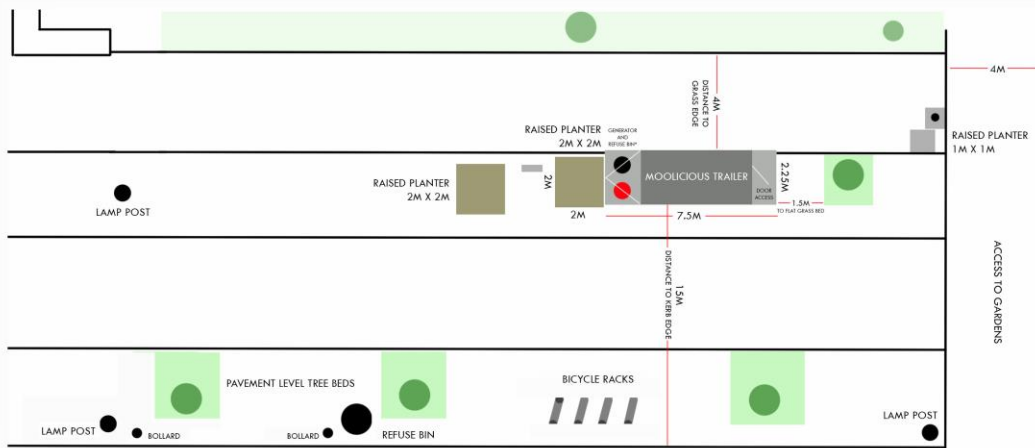 4M
DISTANCE TO
GRASS EDGE
4M
RAISED PLANTER
2M X 2M
GENERATOR
AND
REFUSE BIN*
RAISED PLANTER
1M X 1M
RAISED PLANTER
2M X 2M
2M
MOOLICIOUS TRAILER
2.25M
DOOR
ACCESS
LAMP POST
2M
7.5M
1.5M
TO FLAT GRASS BED
DISTANCE TO KERB EDGE
15M
ACCESS TO GARDENS
PAVEMENT LEVEL TREE BEDS
BICYCLE RACKS
LAMP POST
BOLLARD
BOLLARD
REFUSE BIN
LAMP POST